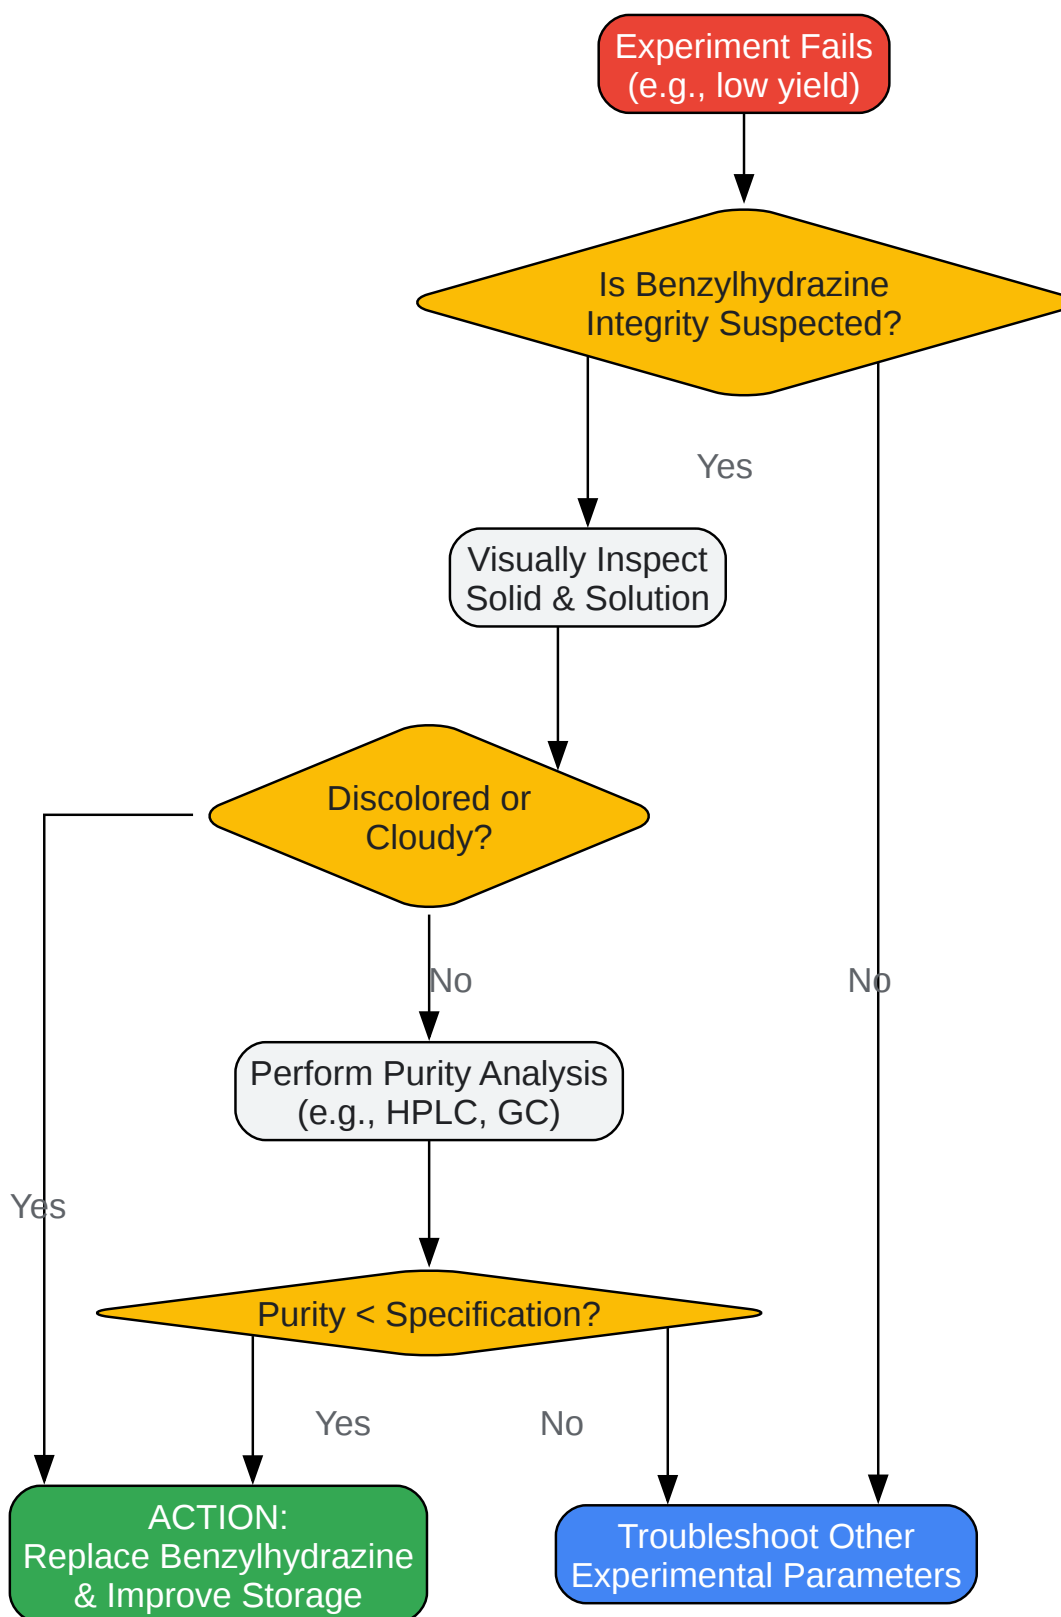 Experiment Fails
(e.g., low yield)
Is Benzylhydrazine
Integrity Suspected?
Yes
Visually Inspect
Solid & Solution
Discolored or
Cloudy?
No
No
Perform Purity Analysis
(e.g., HPLC, GC)
Yes
Purity < Specification?
Yes
No
ACTION:
Replace Benzylhydrazine
& Improve Storage
Troubleshoot Other
Experimental Parameters